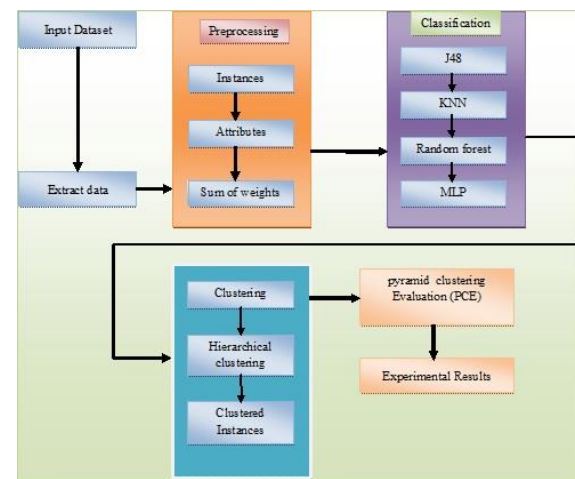 Input Dataset
Extract data
Preprocessing
Instances
Attributes
Sum of weights
Classification
J48
KNN
Random forest
MLP
Clustering
Hierarchical
clustering
Clustered
Instances
pyramid clustering
Evaluation (PCE)
Experimental Results